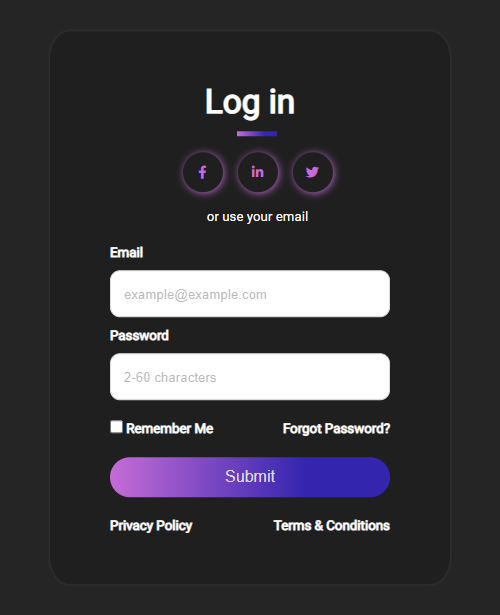 Log in
f in
or use your email
Email
example@example.com
Password
2-60 characters
Remember Me Forgot Password?
Submit
Privacy Policy Terms & Conditions